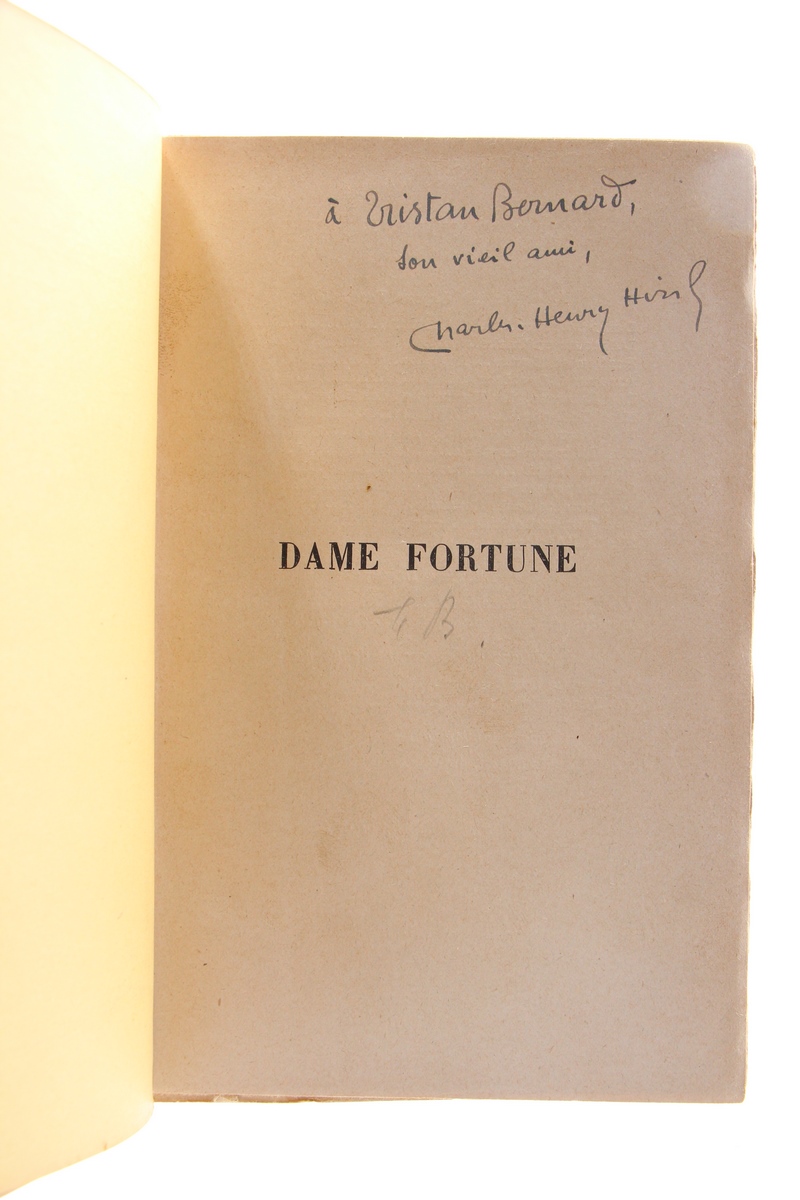 à Tristan Bernard,
son vieil ami,
Charles-Henry Hirsch
DAME FORTUNE